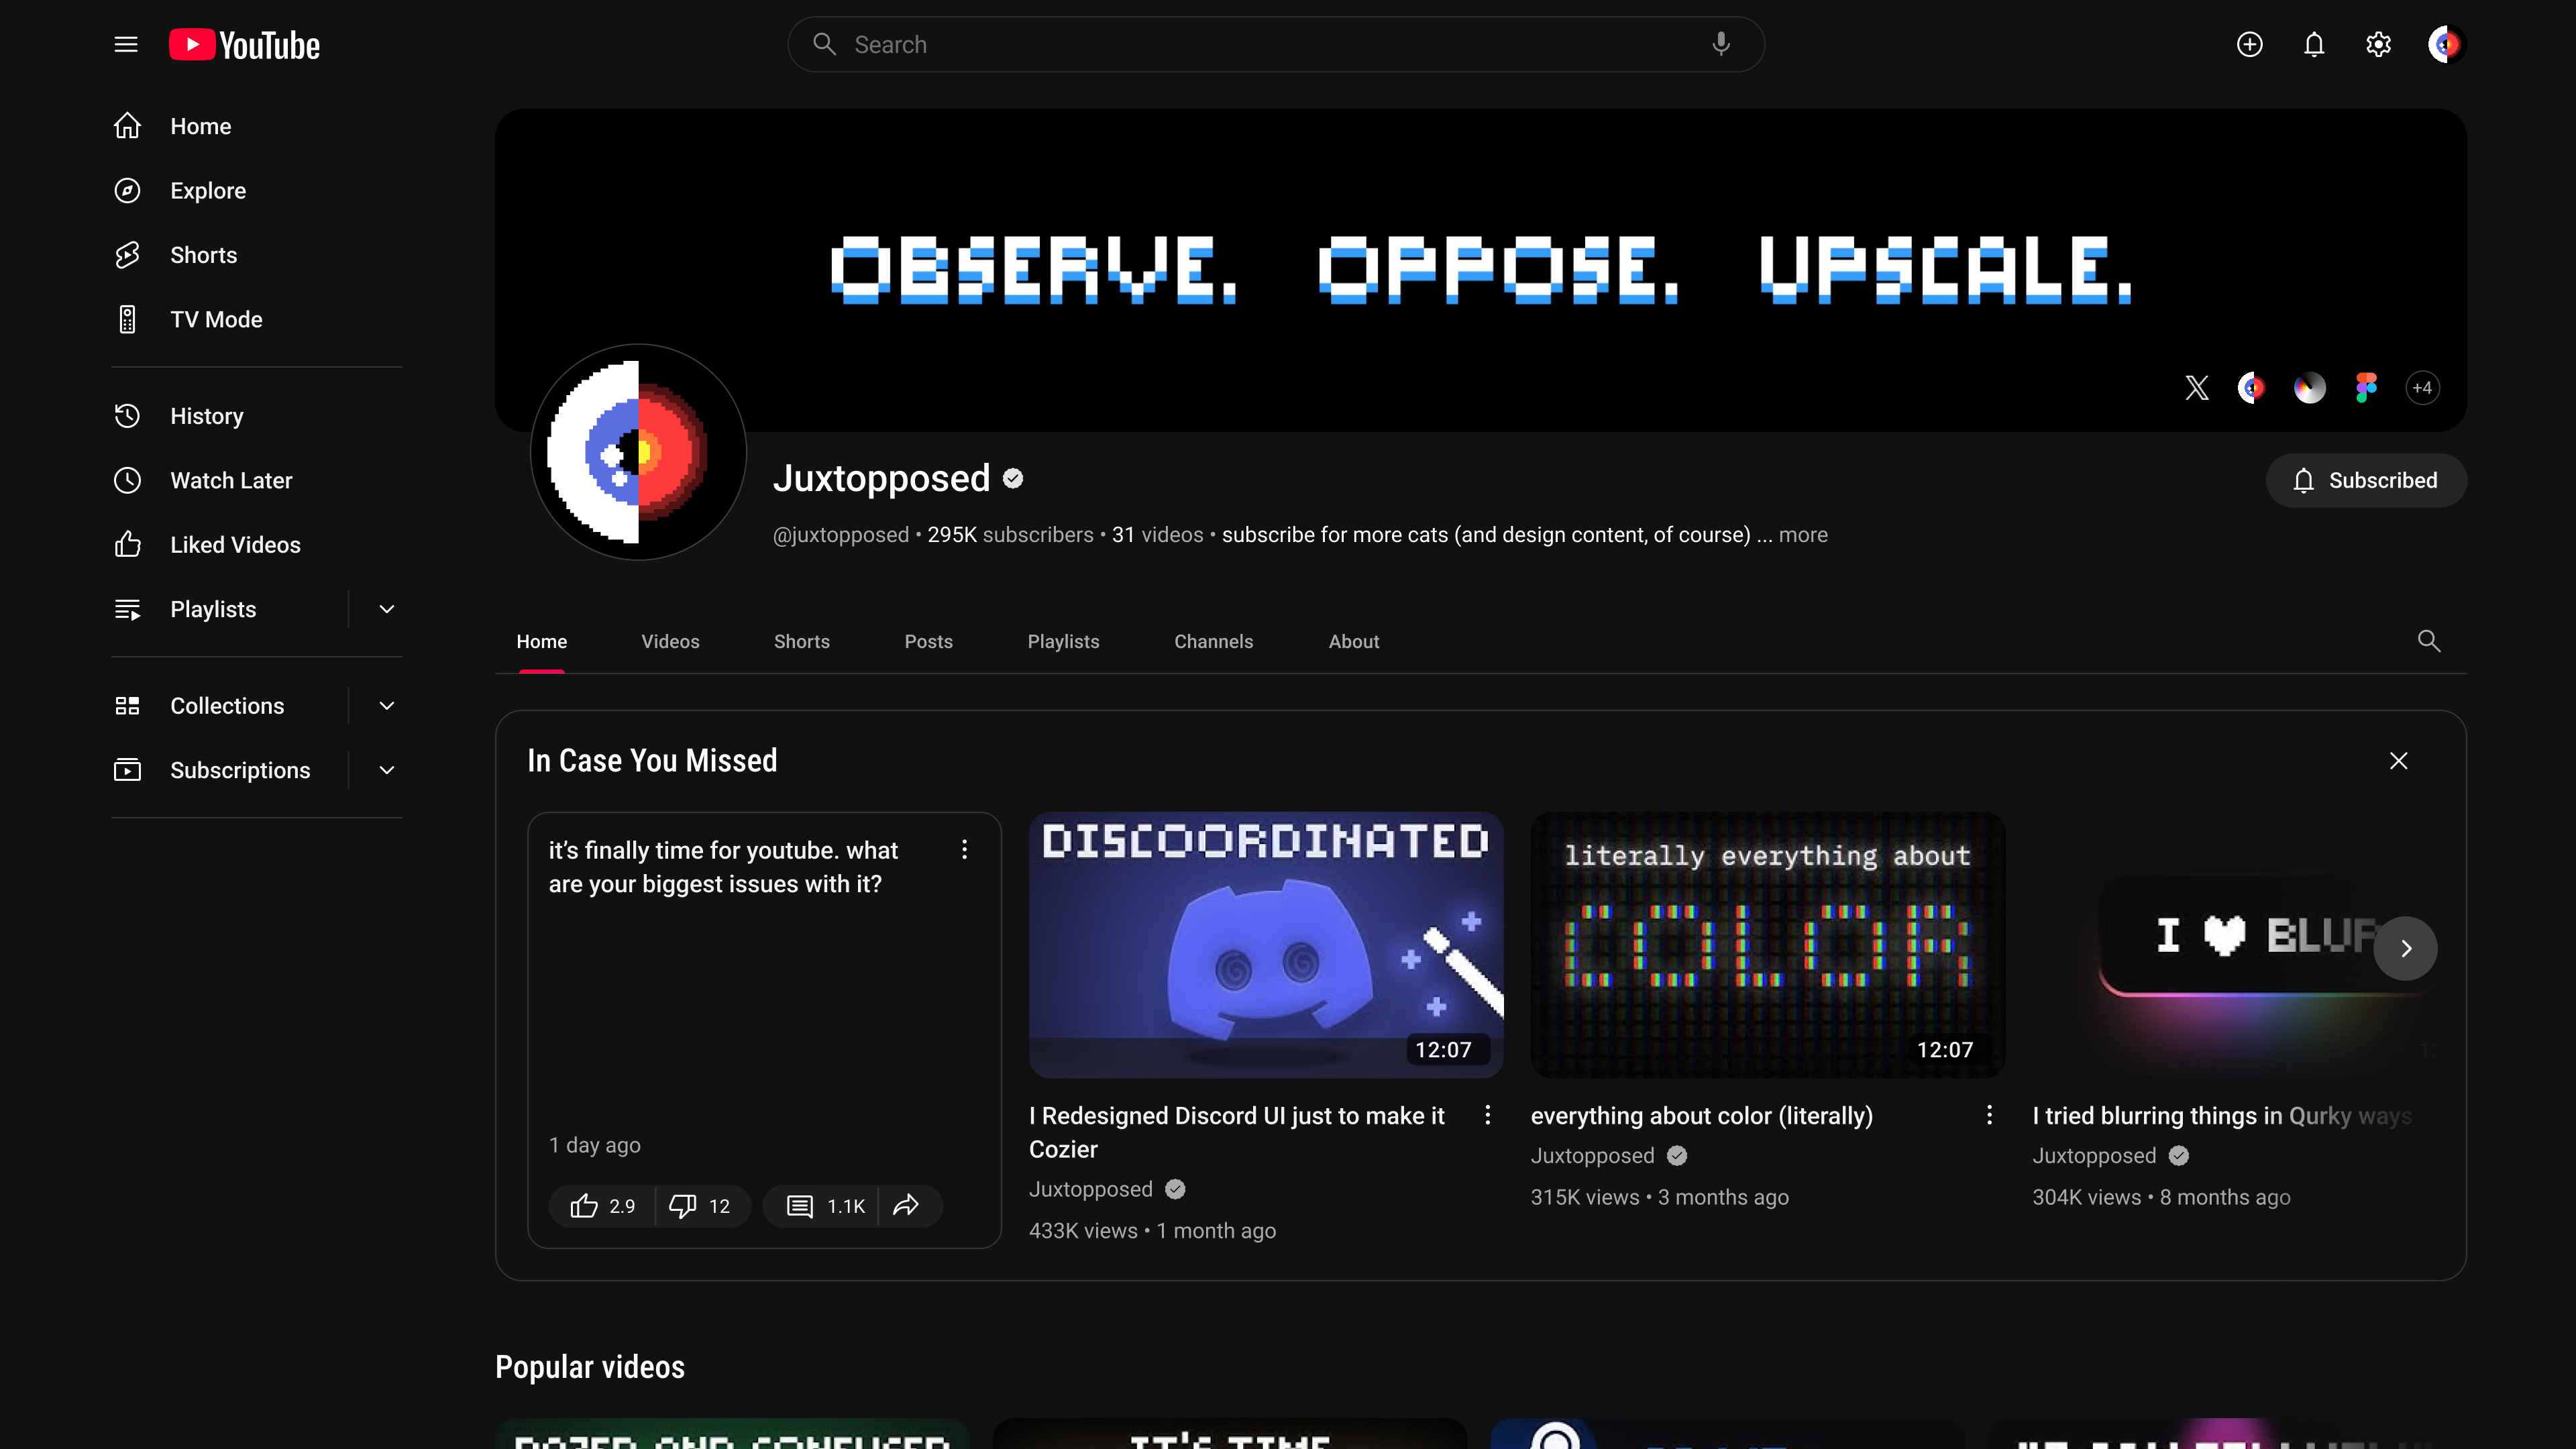 YouTube
Search
Home
Explore
Shorts
TV Mode
History
Watch Later
Liked Videos
Playlists
Collections
Subscriptions
OBSERVE. OPPOSE. UPSCALE.
+4
Juxtopposed
Subscribed
@juxtopposed • 295K subscribers • 31 videos • subscribe for more cats (and design content, of course) ... more
Home
Videos
Shorts
Posts
Playlists
Channels
About
In Case You Missed
it's finally time for youtube. what
are your biggest issues with it?
1 day ago
2.9
12
1.1K
DISCOORDINATED
12:07
I Redesigned Discord UI just to make it
Cozier
Juxtopposed
433K views • 1 month ago
literally everything about
COLOR
12:07
everything about color (literally)
Juxtopposed
315K views • 3 months ago
I ♥ BLUR
I tried blurring things in Qurky ways
Juxtopposed
304K views • 8 months ago
Popular videos
DAZED AND CONFUSED
IT'S TIME